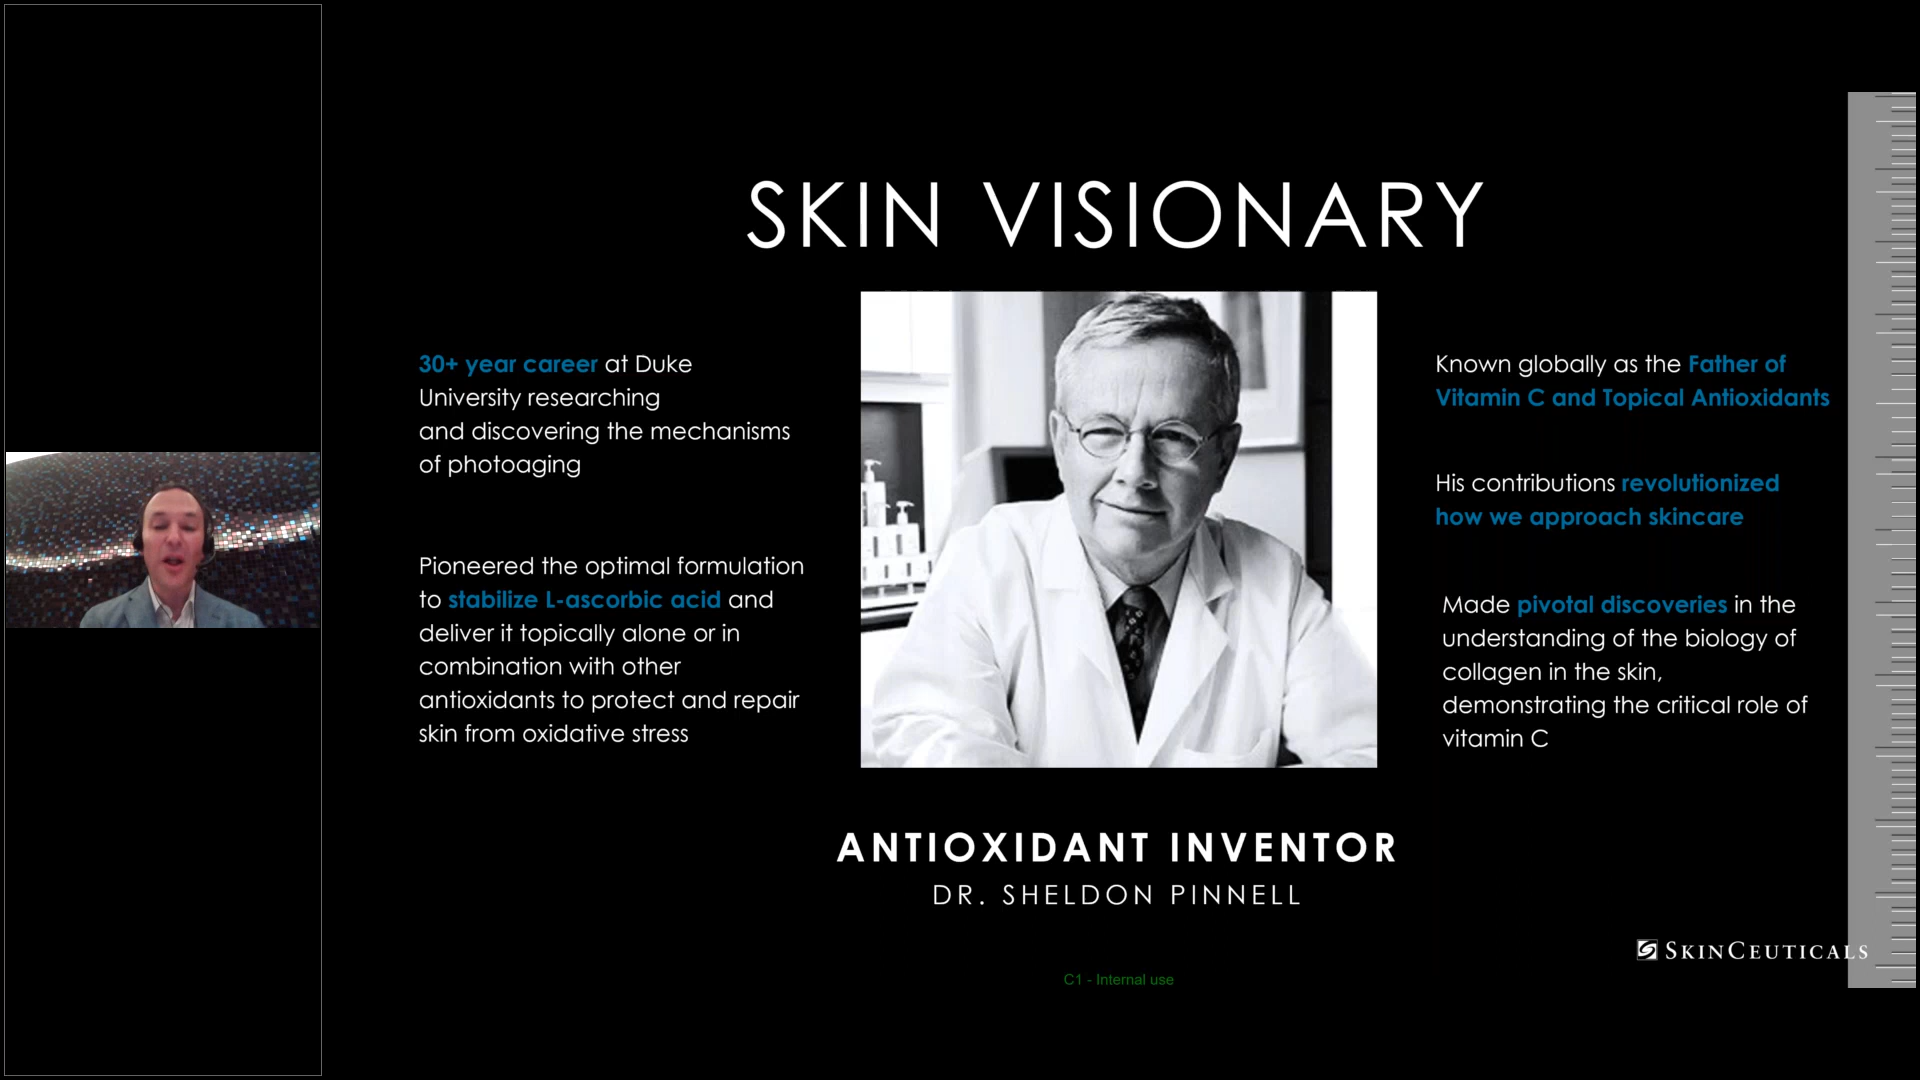 SKIN VISIONARY
30+ year career at Duke
University researching
and discovering the mechanisms
of photoaging
Pioneered the optimal formulation
to stabilize L-ascorbic acid and
deliver it topically alone or in
combination with other
antioxidants to protect and repair
skin from oxidative stress
Known globally as the Father of
Vitamin C and Topical Antioxidants
His contributions revolutionized
how we approach skincare
Made pivotal discoveries in the
understanding of the biology of
collagen in the skin,
demonstrating the critical role of
vitamin C
ANTIOXIDANT INVENTOR
DR. SHELDON PINNELL
SKINCEUTICALS
C1 - Internal use